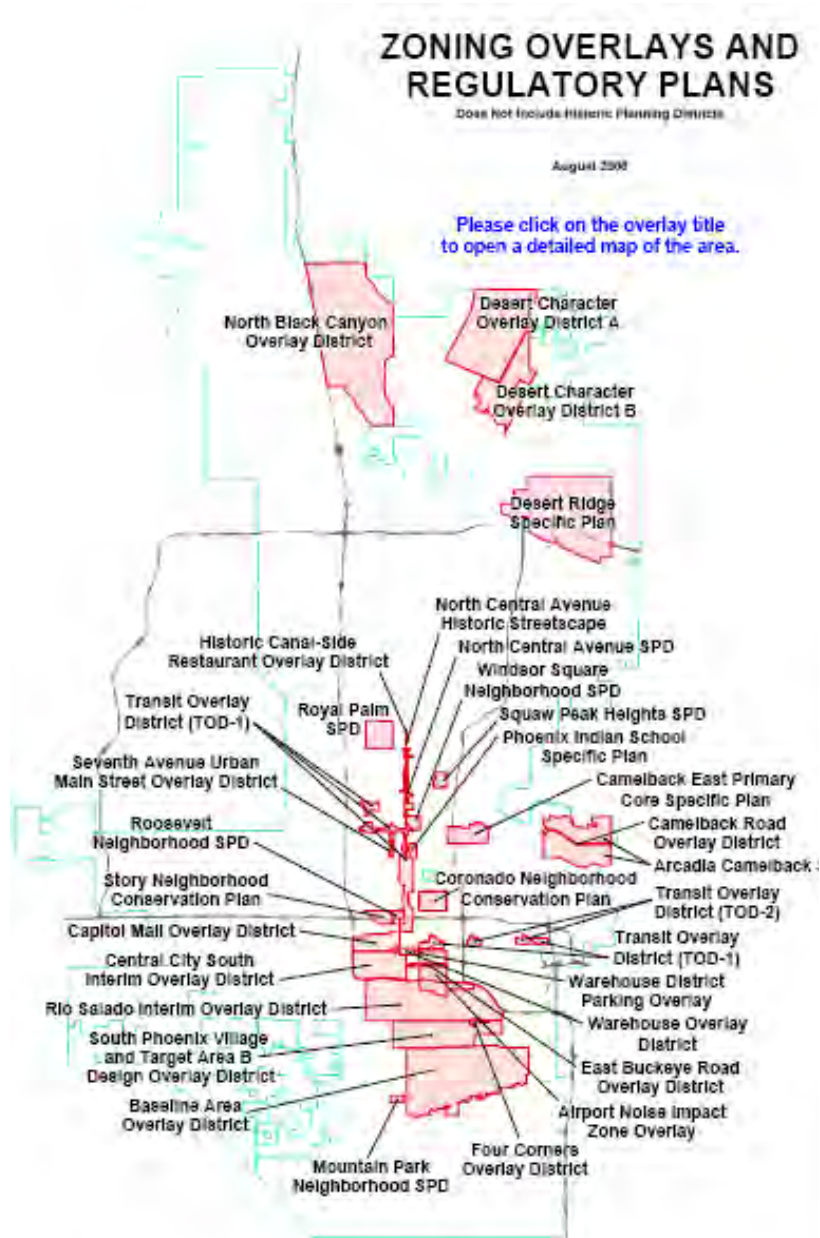 ZONING OVERLAYS AND
REGULATORY PLANS
Does Not Include Historic Planning Districts
August
Please click on the overlay title
to open a detailed map of the area.
North Black Canyon
Overlay District
Desert Character
Overlay District A
Desert Character
Overlay District B
Desert Ridge
Specific Plan
North Central Avenue
Historic Streetscape
Historic Canal-Side
Restaurant Overlay District
North Central Avenue SPD
Windsor Square
Neighborhood SPD
Transit Overlay
District (TOD-1)
Royal Palm
SPD
Squaw Peak Heights SPD
Phoenix Indian School
Specific Plan
Seventh Avenue Urban
Main Street Overlay District
Camelback East Primary
Core Specific Plan
Roosevelt
Neighborhood SPD
Camelback Road
Overlay District
Arcadia Camelback S
Story Neighborhood
Conservation Plan
Coronado Neighborhood
Conservation Plan
Transit Overlay
District (TOD-2)
Capitol Mall Overlay District
Transit Overlay
District (TOD-1)
Central City South
Interim Overlay District
Warehouse District
Parking Overlay
Rio Salado Interim Overlay District
Warehouse Overlay
District
South Phoenix Village
and Target Area B
Design Overlay District
East Buckeye Road
Overlay District
Baseline Area
Overlay District
Airport Noise Impact
Zone Overlay
Mountain Park
Neighborhood SPD
Four Corners
Overlay District